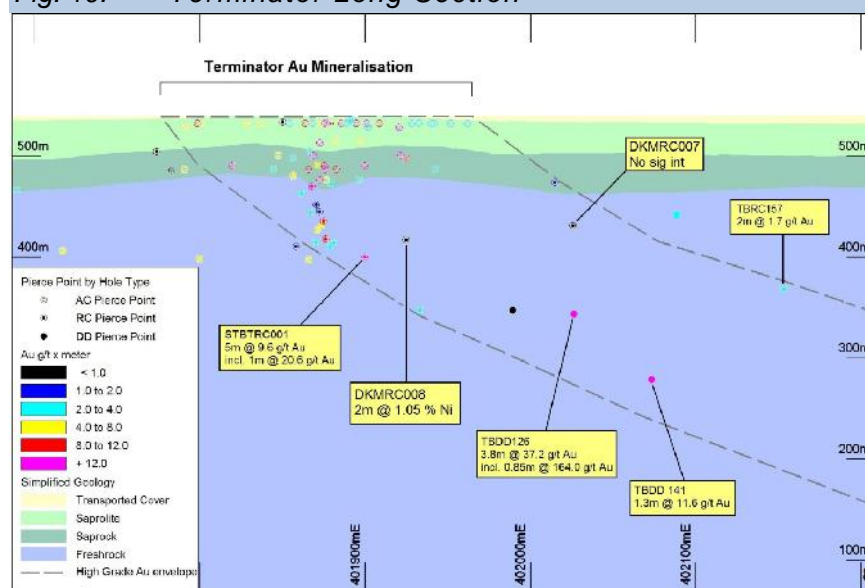 Terminator Long Section
Terminator Au Mineralisation
500m
500m
DKMRC007
No sig int
TBRC157
2m @ 1.7 g/t Au
400m
400m
Pierce Point by Hole Type
AC Pierce Point
RC Pierce Point
DD Pierce Point
Au g/t x meter
< 1.0
1.0 to 2.0
2.0 to 4.0
4.0 to 8.0
8.0 to 12.0
+ 12.0
Simplified Geology
Transported Cover
Saprolite
Saprock
Freshrock
High Grade Au envelope
STBTRC001
5m @ 9.6 g/t Au
incl. 1m @ 20.6 g/t Au
DKMRC008
2m @ 1.05 % Ni
300m
TBDD126
3.8m @ 37.2 g/t Au
incl. 0.85m @ 164.0 g/t Au
TBDD 141
1.3m @ 11.6 g/t Au
200m
401900mE
402000mE
402100mE
100m